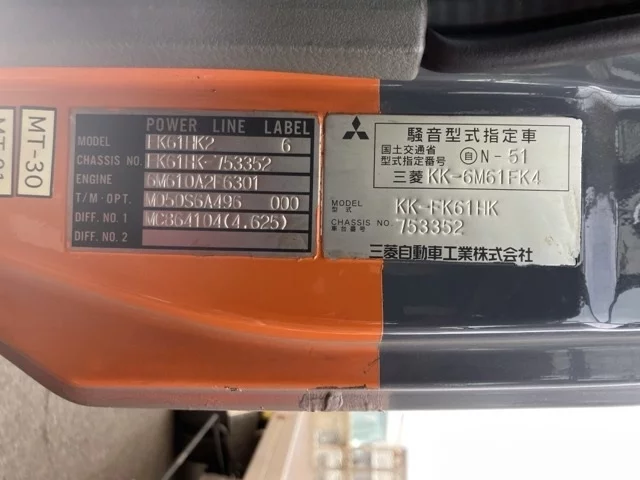 POWER LINE LABEL
MODEL FK61HK2 6
CHASSIS NO. FK61HK-753352
ENGINE
T/M·OPT. M050S6A496 000
DIFF. NO. 1 MC864104(4.625)
DIFF. NO. 2
騒音型式指定車
国土交通省
型式指定番号 自N-51
三菱 KK-6M61FK4
MODEL
型式 KK-FK61HK
CHASSIS NO.
車台番号 753352
三菱自動車工業株式会社
MT-30